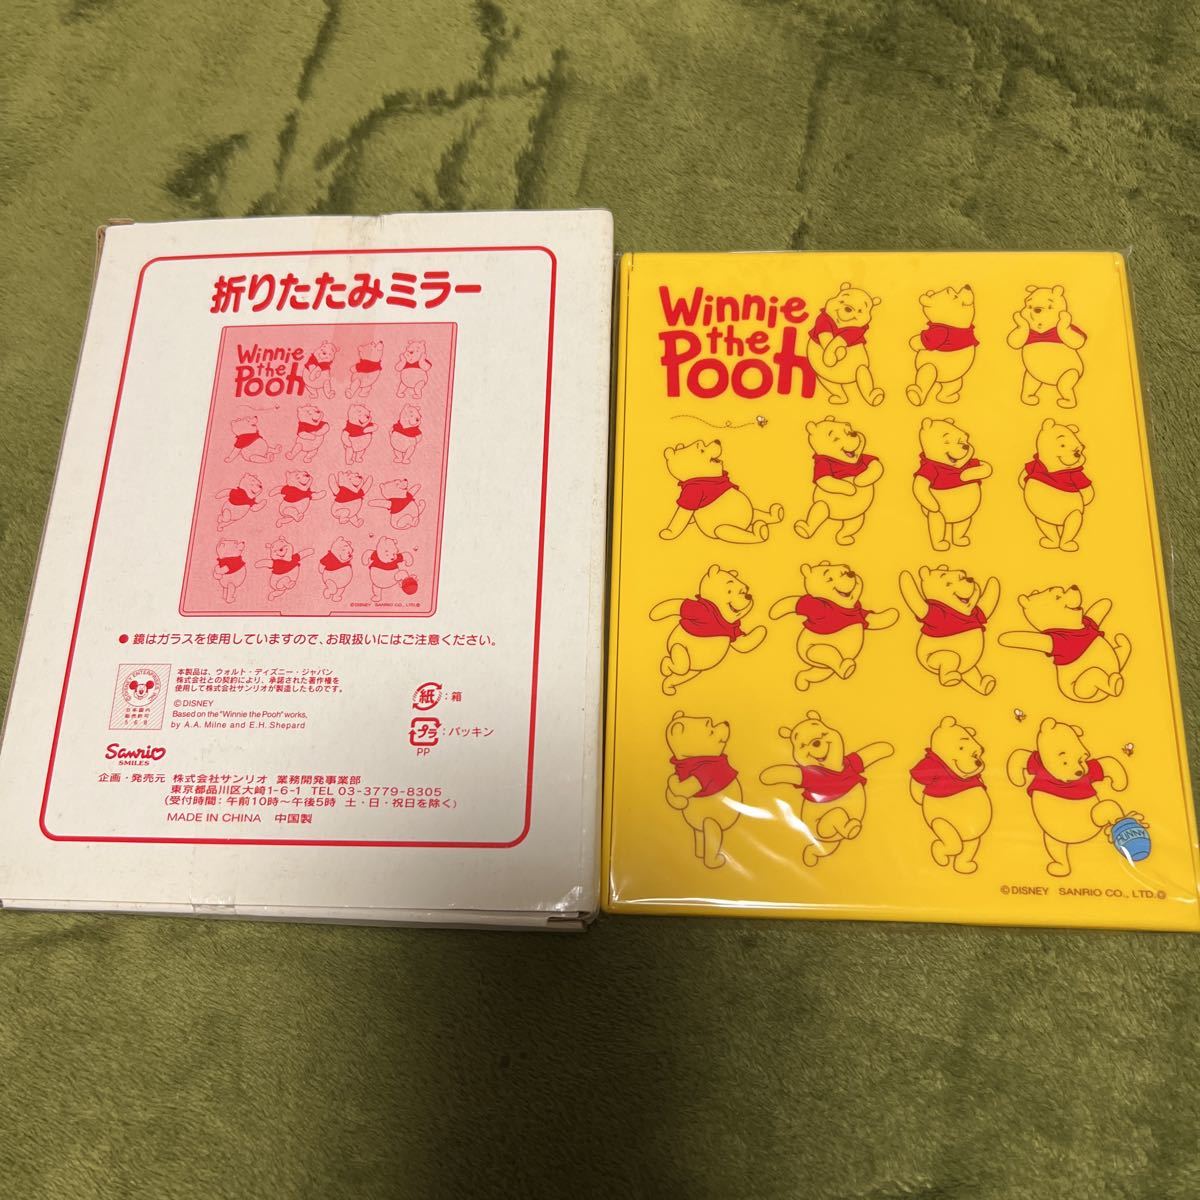 折りたたみミラー
Winnie
the
Pooh
©DISNEY SANRIO CO., LTD.
●鏡はガラスを使用していますので、お取扱いにはご注意ください。
本製品は、ウォルト・ディズニー・ジャパン
株式会社との契約により、承諾された著作権を
使用して株式会社サンリオが製造したものです。
©DISNEY
Based on the "Winnie the Pooh" works,
by A.A. Milne and E.H. Shepard
紙:箱
プラ:パッキン
PP
Sanrio
SMILES
企画・発売元 株式会社サンリオ 業務開発事業部
東京都品川区大崎1-6-1 TEL 03-3779-8305
(受付時間:午前10時〜午後5時 土・日・祝日を除く)
MADE IN CHINA 中国製
Winnie
the
Pooh
HUNNY
©DISNEY SANRIO CO., LTD.